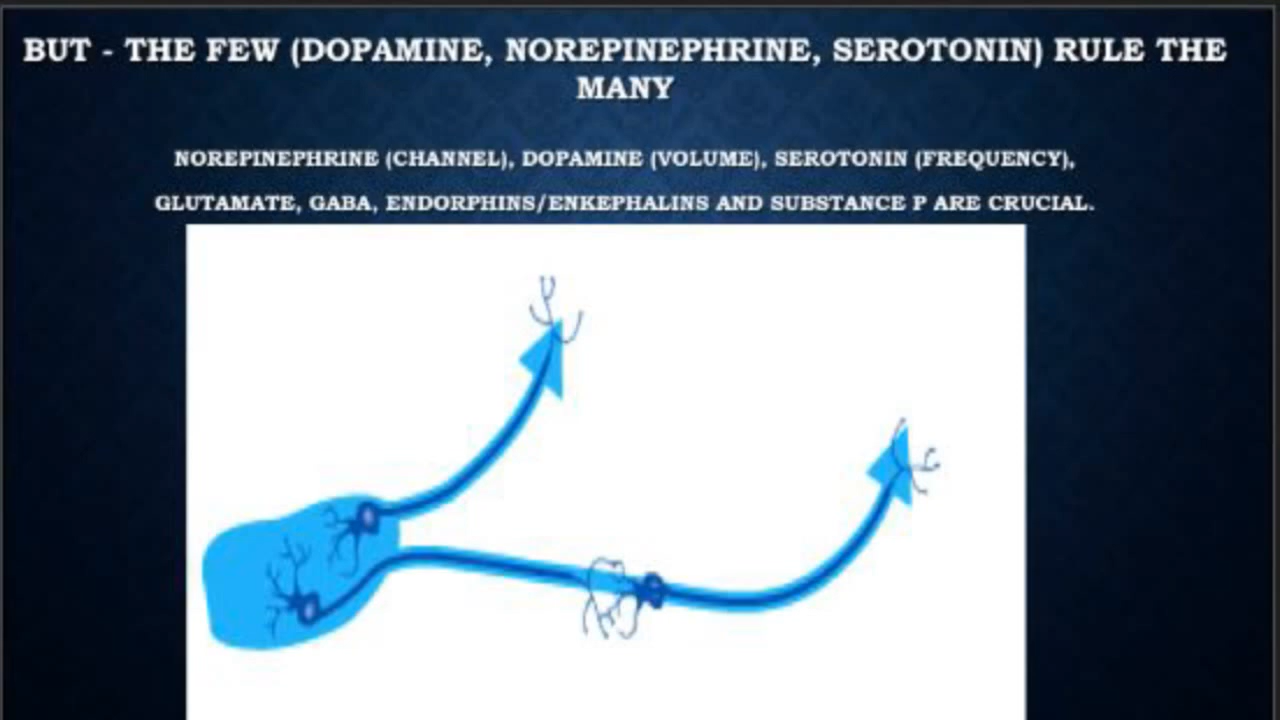 BUT - THE FEW (DOPAMINE, NOREPINEPHRINE, SEROTONIN) RULE THE
MANY
NOREPINEPHRINE (CHANNEL), DOPAMINE (VOLUME), SEROTONIN (FREQUENCY),
GLUTAMATE, GABA, ENDORPHINS/ENKEPHALINS AND SUBSTANCE P ARE CRUCIAL.